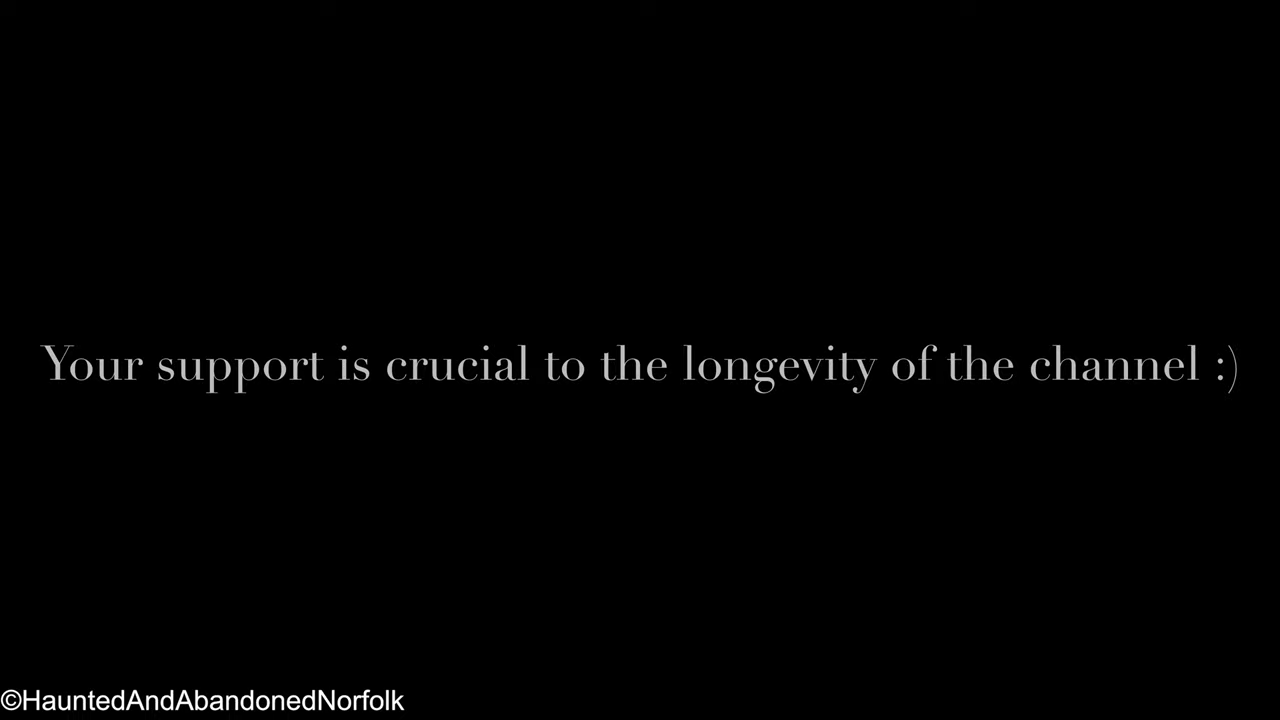 Your support is crucial to the longevity of the channel :)
©HauntedAndAbandonedNorfolk